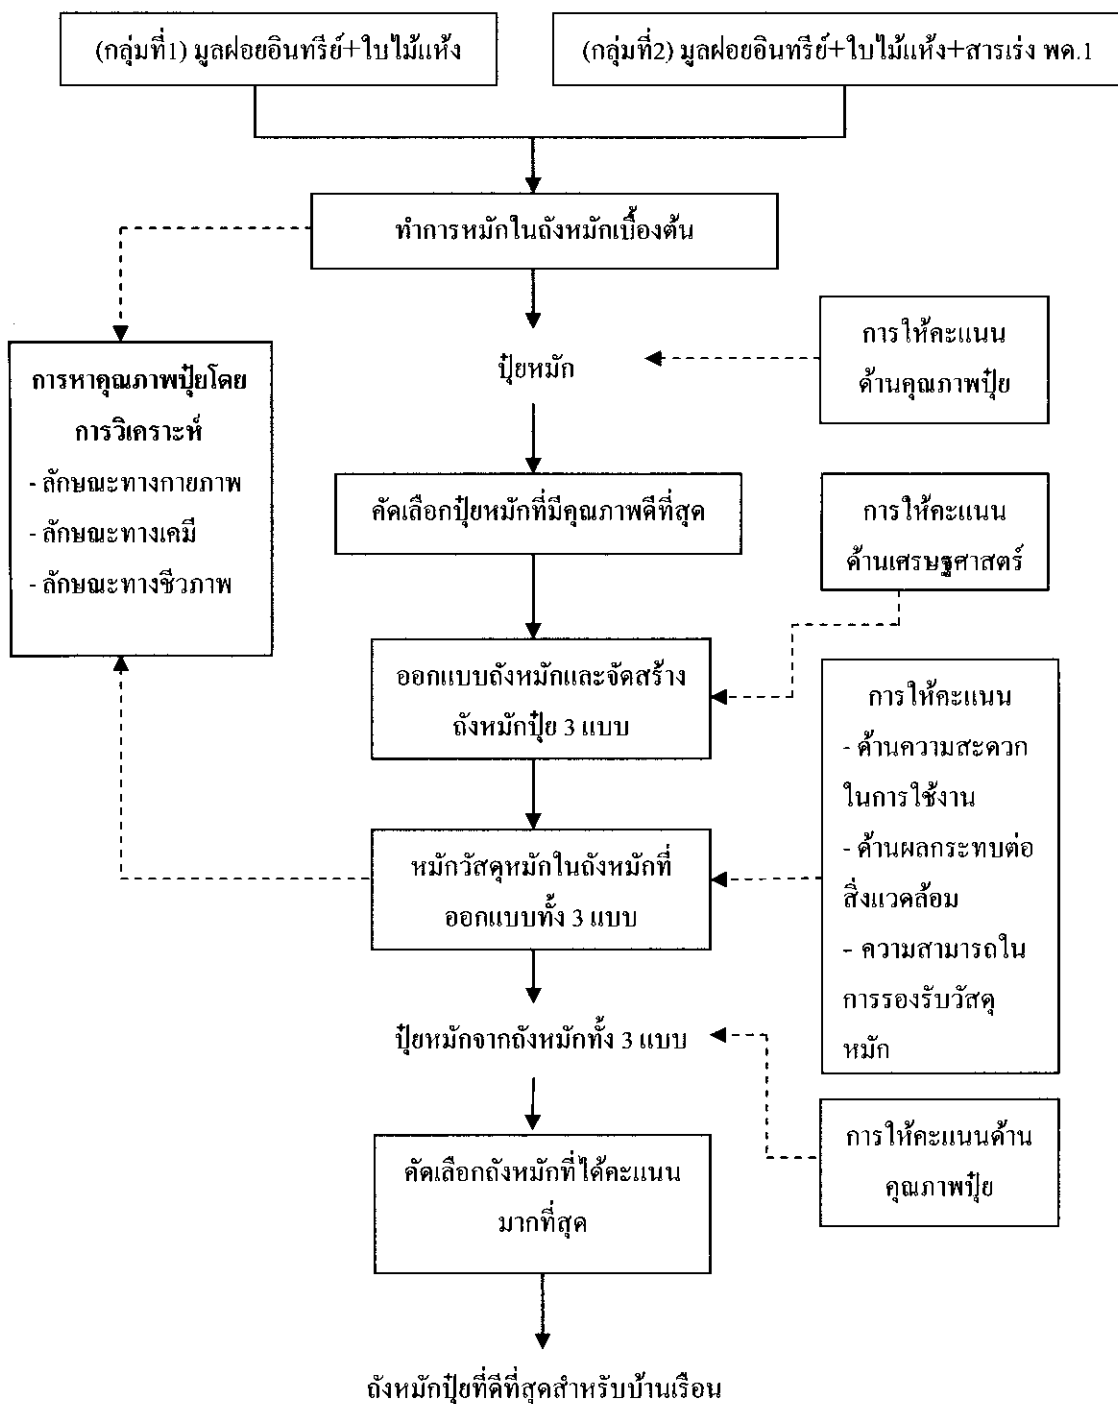 (กลุ่มที่1) มูลฝอยอินทรีย์+ใบไม้แห้ง
(กลุ่มที่2) มูลฝอยอินทรีย์+ใบไม้แห้ง+สารเร่ง พด.1
ทำการหมักในถังหมักเบื้องต้น
การให้คะแนน
ด้านคุณภาพปุ๋ย
ปุ๋ยหมัก
การหาคุณภาพปุ๋ยโดย
การวิเคราะห์
- ลักษณะทางกายภาพ
- ลักษณะทางเคมี
- ลักษณะทางชีวภาพ
คัดเลือกปุ๋ยหมักที่มีคุณภาพดีที่สุด
การให้คะแนน
ด้านเศรษฐศาสตร์
ออกแบบถังหมักและจัดสร้าง
ถังหมักปุ๋ย 3 แบบ
การให้คะแนน
- ด้านความสะดวก
ในการใช้งาน
- ด้านผลกระทบต่อ
สิ่งแวดล้อม
- ความสามารถใน
การรองรับวัสดุ
หมัก
หมักวัสดุหมักในถังหมักที่
ออกแบบทั้ง 3 แบบ
ปุ๋ยหมักจากถังหมักทั้ง 3 แบบ
การให้คะแนนด้าน
คุณภาพปุ๋ย
คัดเลือกถังหมักที่ได้คะแนน
มากที่สุด
ถังหมักปุ๋ยที่ดีที่สุดสำหรับบ้านเรือน